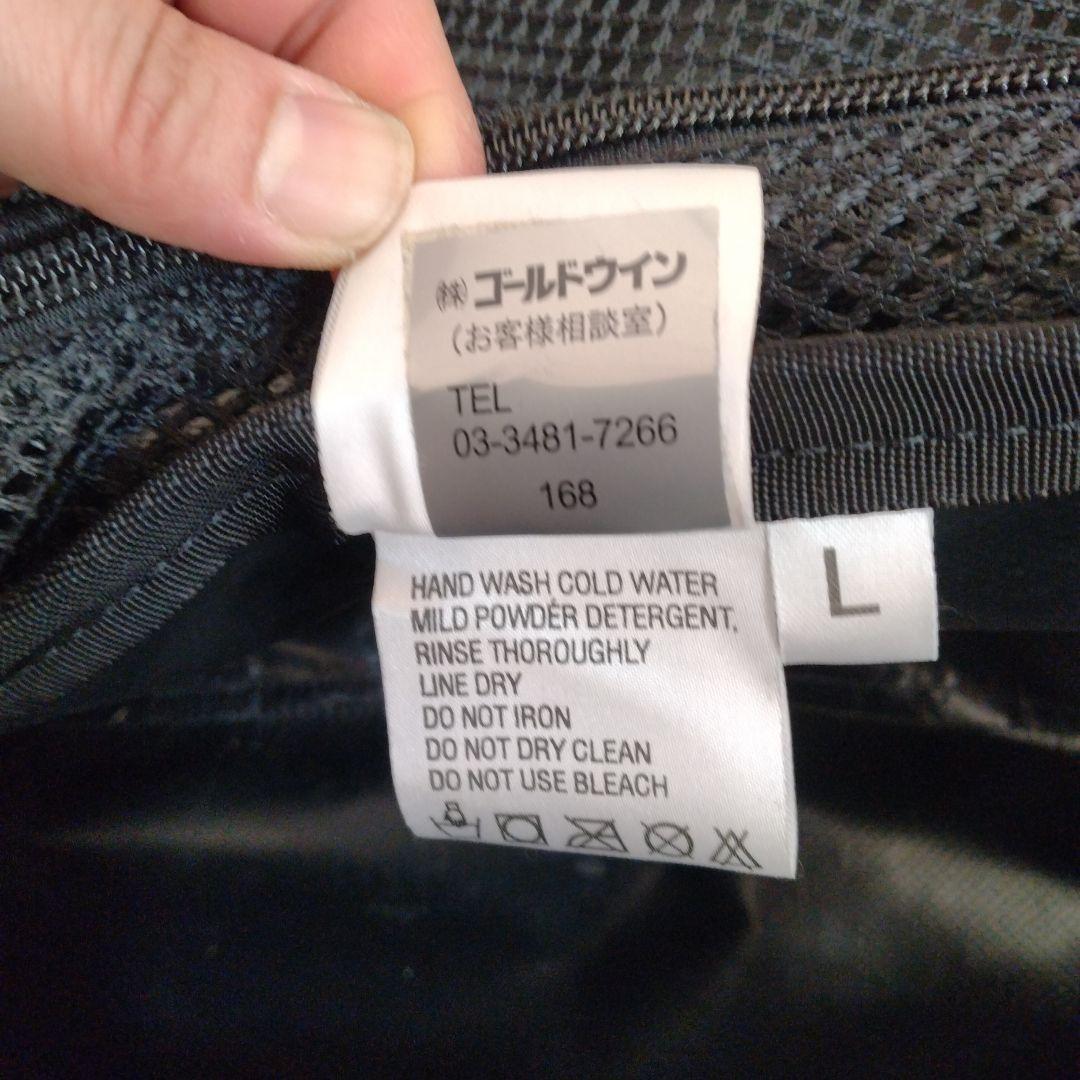 ㈱ゴールドウイン
(お客様相談室)
TEL
03-3481-7266
168
L
HAND WASH COLD WATER
MILD POWDER DETERGENT.
RINSE THOROUGHLY
LINE DRY
DO NOT IRON
DO NOT DRY CLEAN
DO NOT USE BLEACH